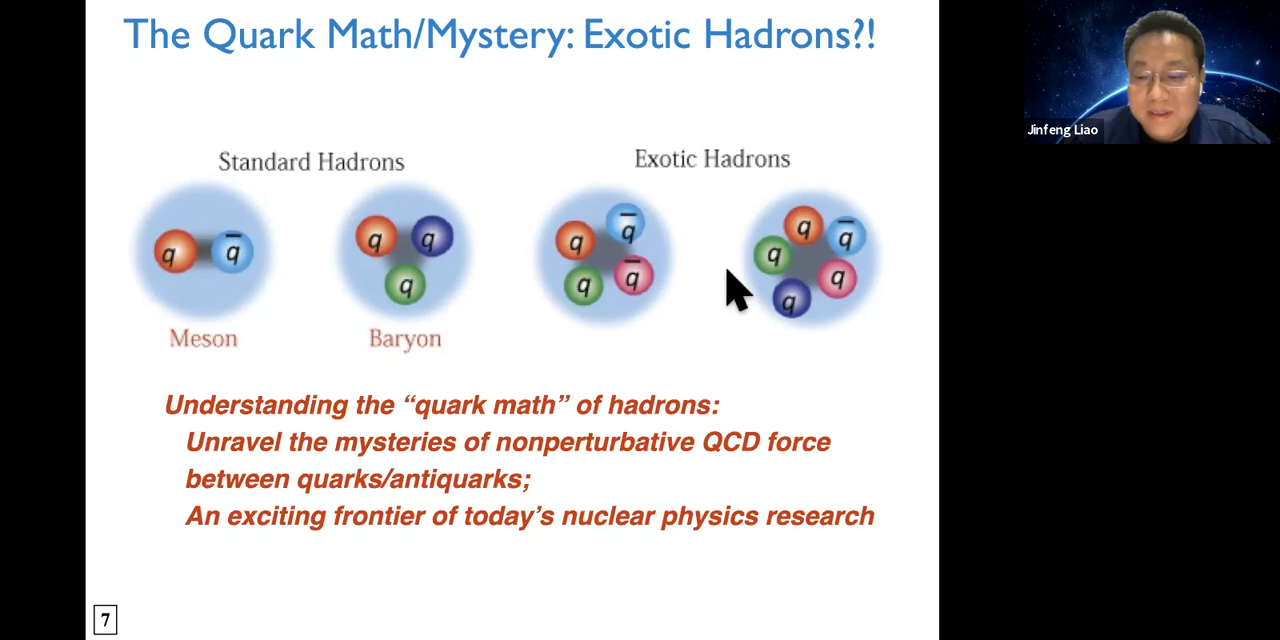 The Quark Math/Mystery: Exotic Hadrons?!
Jinfeng Liao
Standard Hadrons
Exotic Hadrons
q q̅
q q q
q q̅ q q̅
q q̅ q q q
Meson
Baryon
Understanding the “quark math” of hadrons:
Unravel the mysteries of nonperturbative QCD force
between quarks/antiquarks;
An exciting frontier of today’s nuclear physics research
7